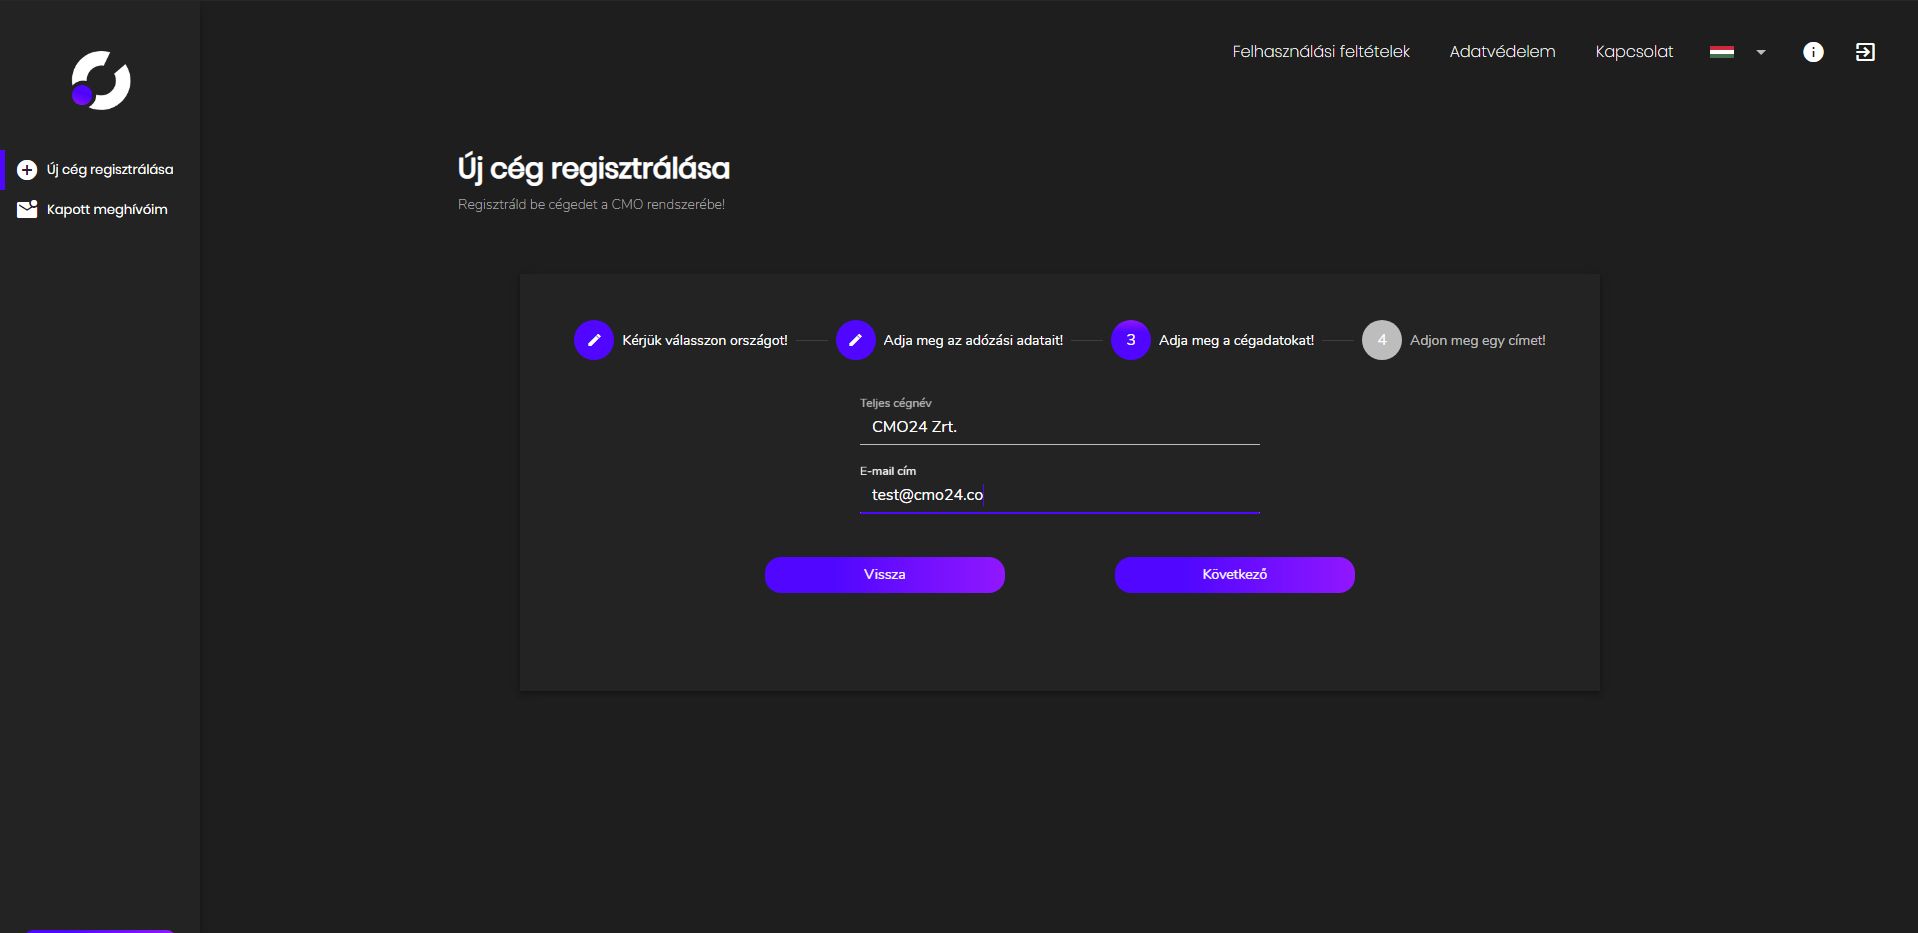 Felhasználási feltételek
Adatvédelem
Kapcsolat
Új cég regisztrálása
Kapott meghívóim
Új cég regisztrálása
Regisztráld be cégedet a CMO rendszerébe!
Kérjük válasszon országot!
Adja meg az adózási adatait!
3 Adja meg a cégadatokat!
4 Adjon meg egy címet!
Teljes cégnév
CMO24 Zrt.
E-mail cím
test@cmo24.co
Vissza
Következő